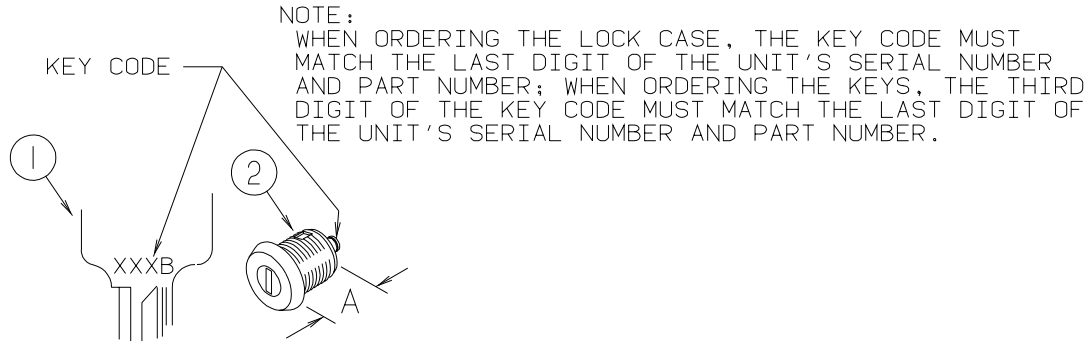 NOTE:
WHEN ORDERING THE LOCK CASE, THE KEY CODE MUST
MATCH THE LAST DIGIT OF THE UNIT'S SERIAL NUMBER
AND PART NUMBER; WHEN ORDERING THE KEYS, THE THIRD
DIGIT OF THE KEY CODE MUST MATCH THE LAST DIGIT OF
THE UNIT'S SERIAL NUMBER AND PART NUMBER.
KEY CODE
1
2
XXXB
A